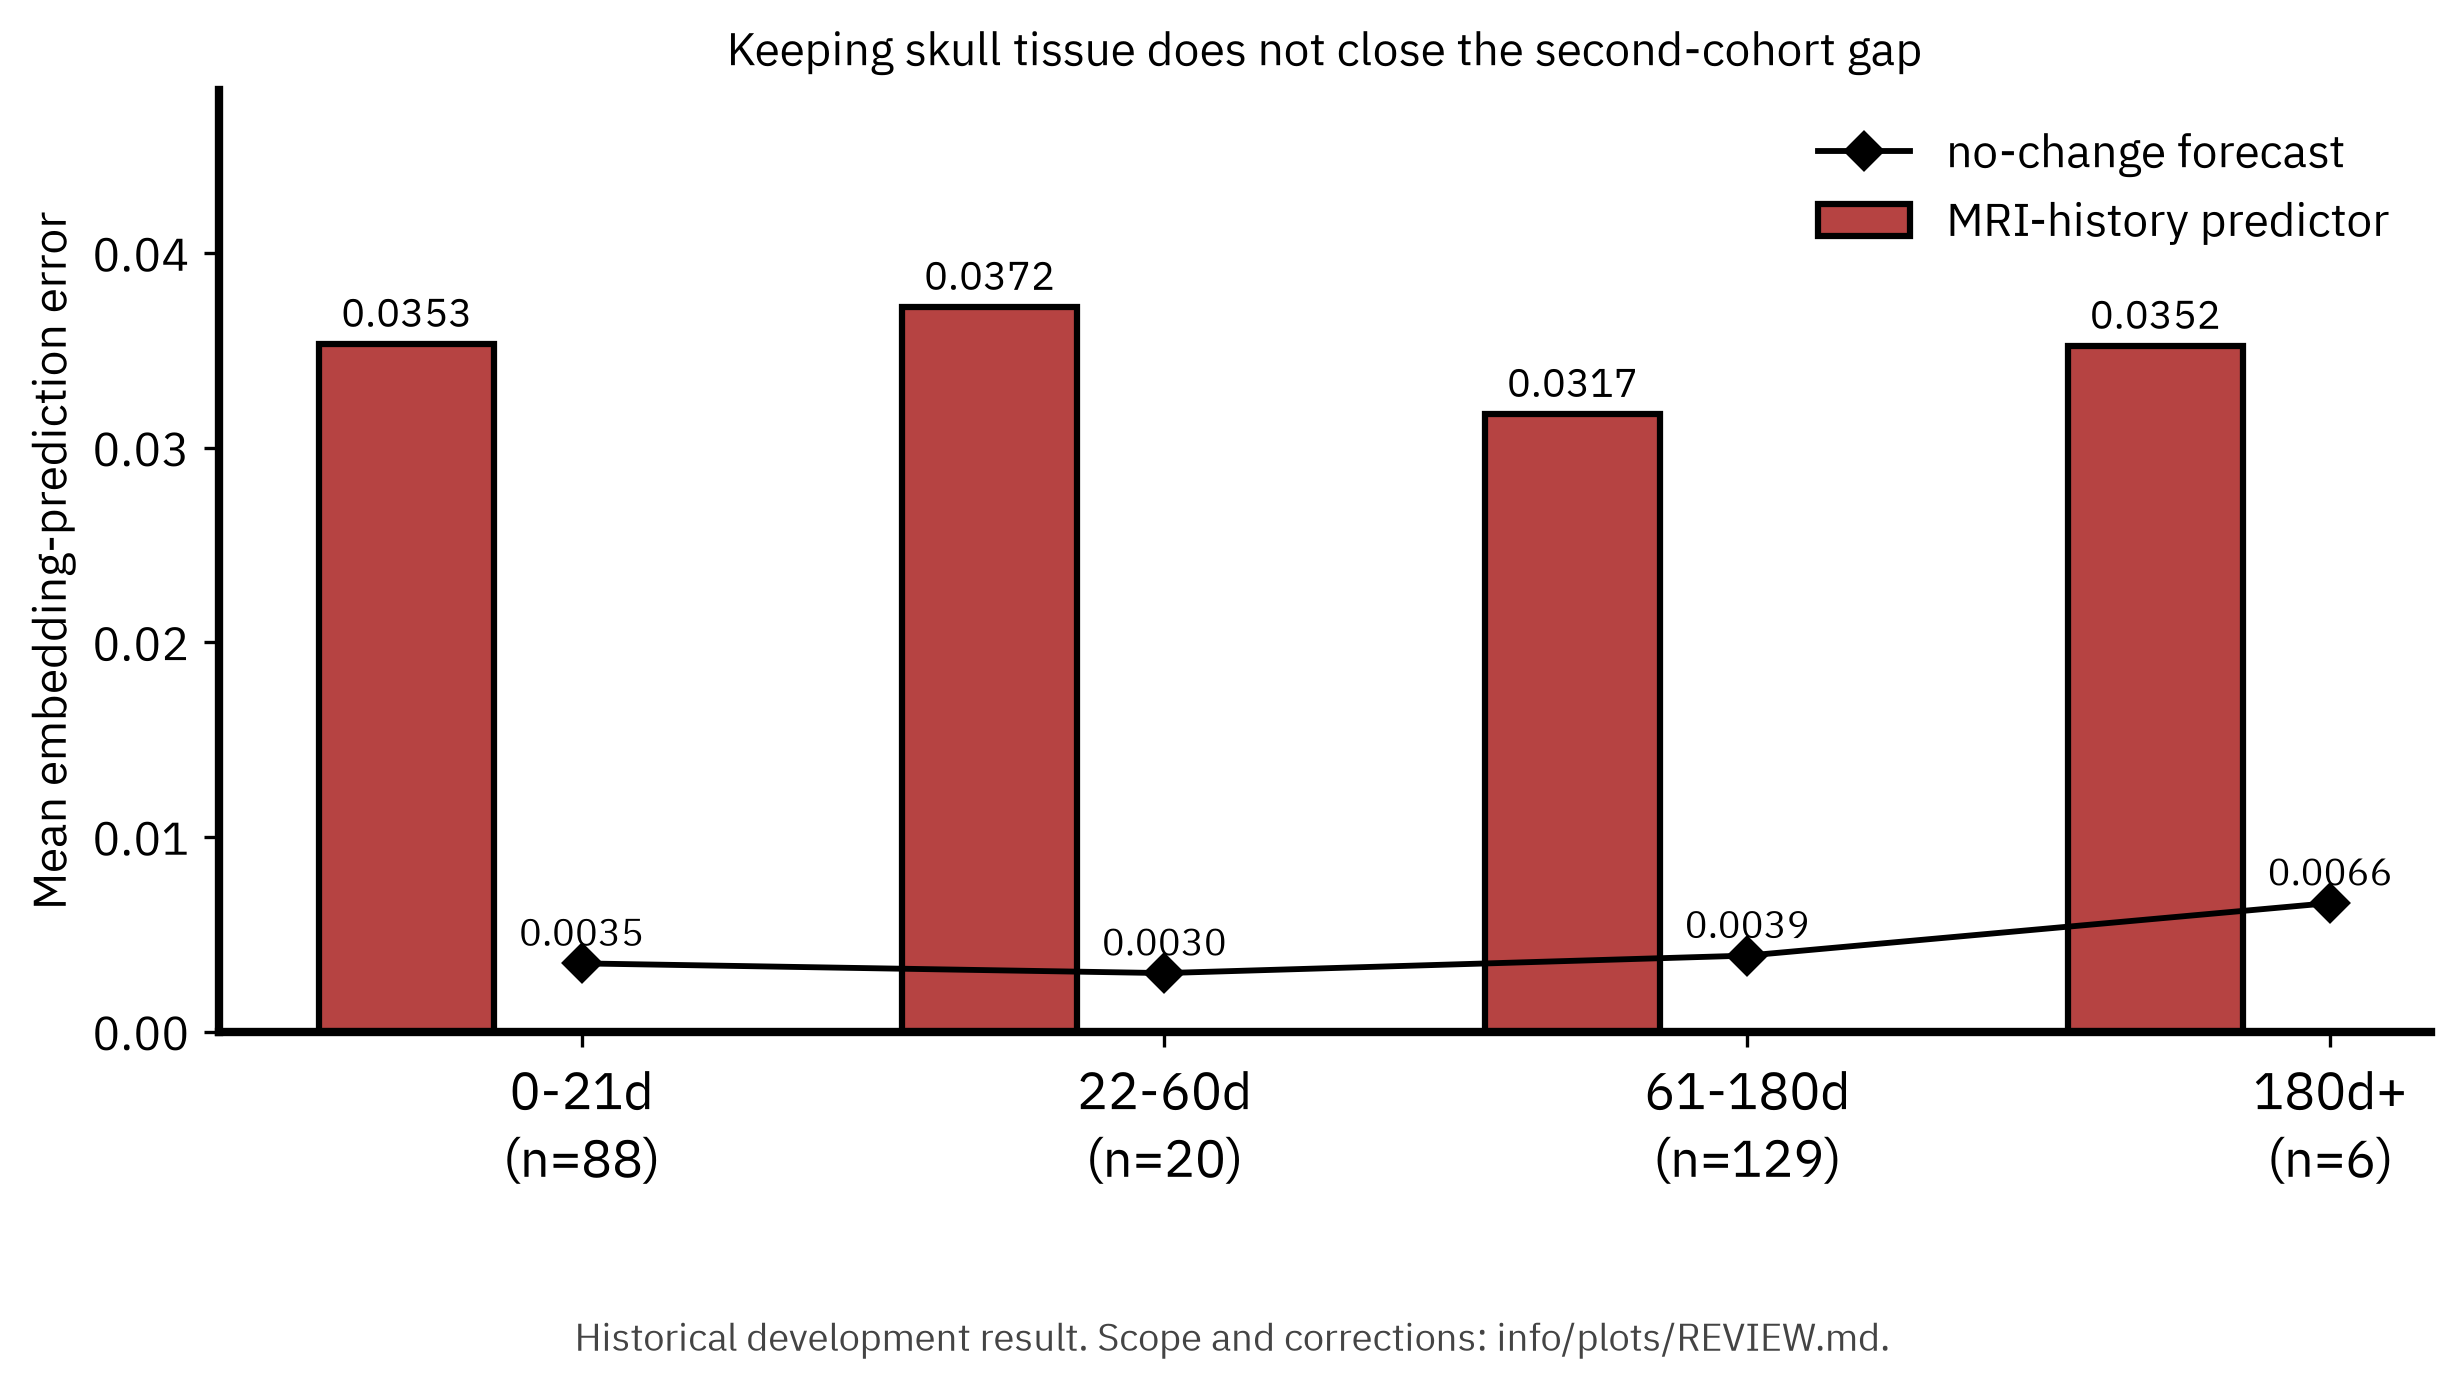 Keeping skull tissue does not close the second-cohort gap
no-change forecast
MRI-history predictor
Mean embedding-prediction error
0.04
0.03
0.02
0.01
0.00
0.0353
0.0372
0.0317
0.0352
0.0035
0.0030
0.0039
0.0066
0-21d
(n=88)
22-60d
(n=20)
61-180d
(n=129)
180d+
(n=6)
Historical development result. Scope and corrections: info/plots/REVIEW.md.